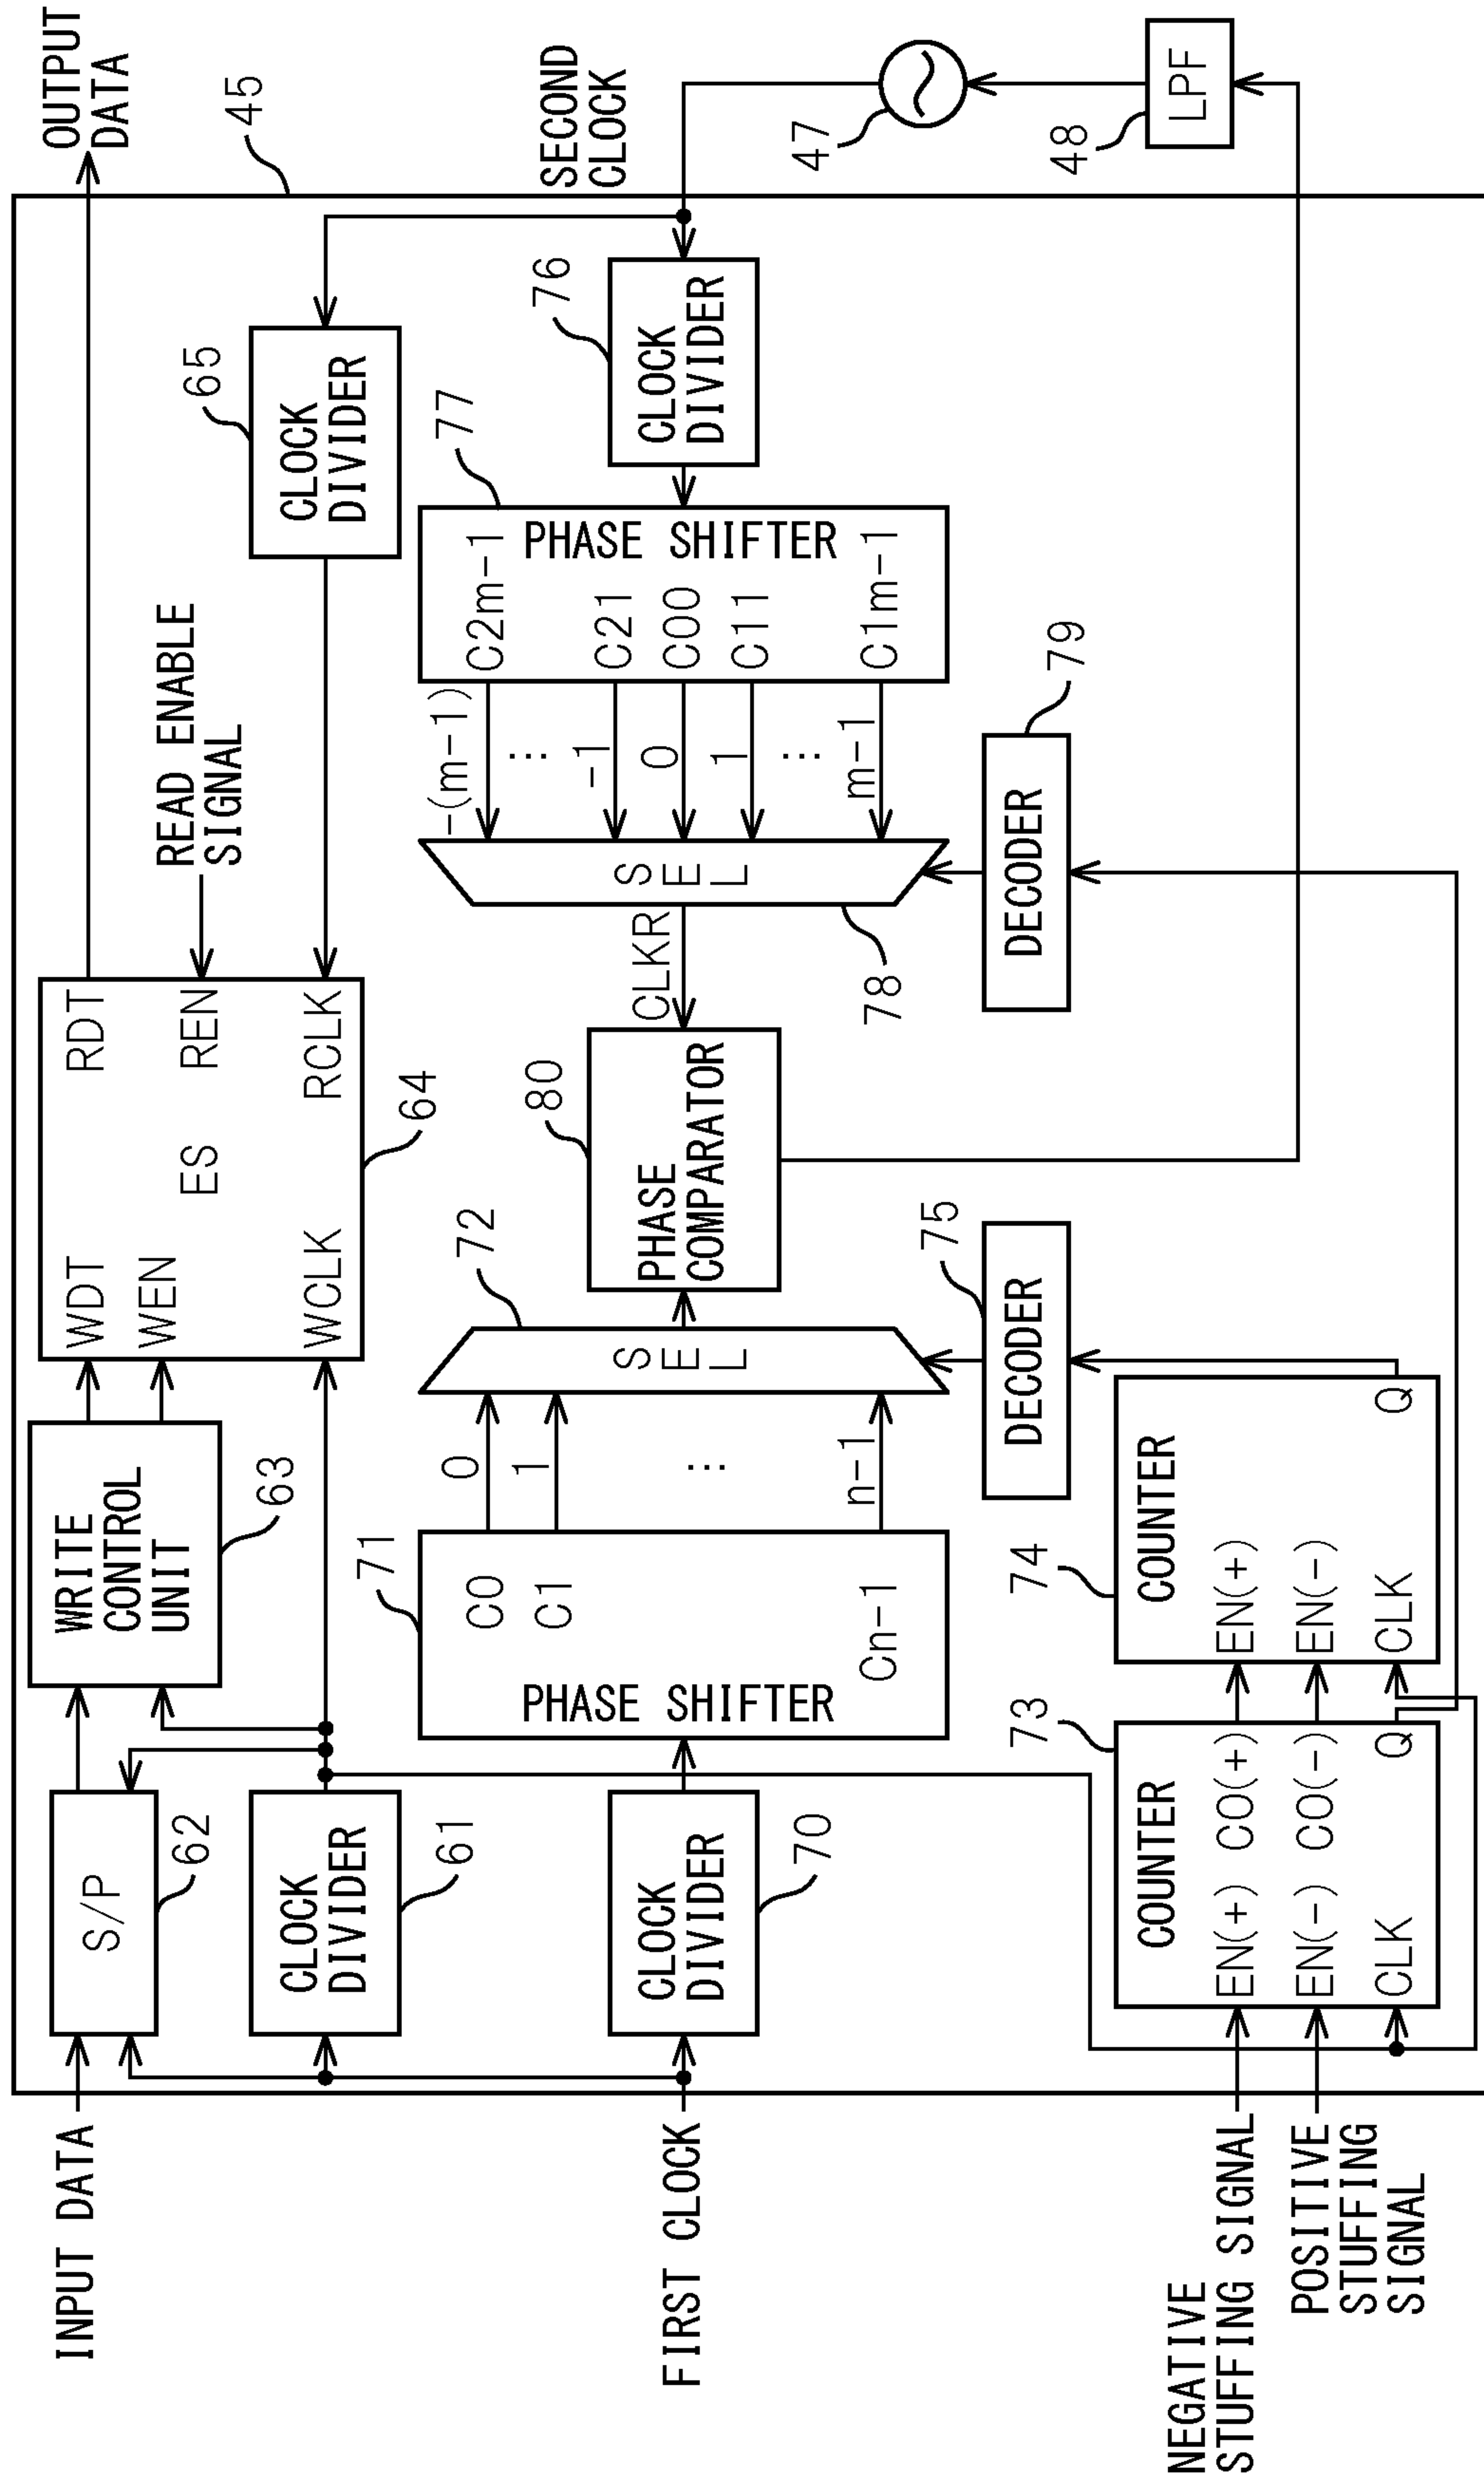 INPUT DATA
S/P
62
WRITE
CONTROL
UNIT
63
WDT
WEN
WCLK
ES
RDT
REN
RCLK
64
READ ENABLE
SIGNAL
OUTPUT
DATA
45
CLOCK
DIVIDER
61
CLOCK
DIVIDER
65
FIRST CLOCK
CLOCK
DIVIDER
70
PHASE SHIFTER
C0
C1
Cn-1
71
0
1
⋮
n-1
SEL
72
PHASE
COMPARATOR
80
CLKR
SEL
78
-(m-1)
⋮
-1
0
1
⋮
m-1
PHASE SHIFTER
C2m-1
C21
C00
C11
C1m-1
77
CLOCK
DIVIDER
76
SECOND
CLOCK
47
LPF
48
DECODER
75
DECODER
79
NEGATIVE
STUFFING SIGNAL
POSITIVE
STUFFING
SIGNAL
COUNTER
EN(+) CO(+)
EN(-) CO(-)
CLK Q
73
COUNTER
EN(+)
EN(-)
CLK Q
74